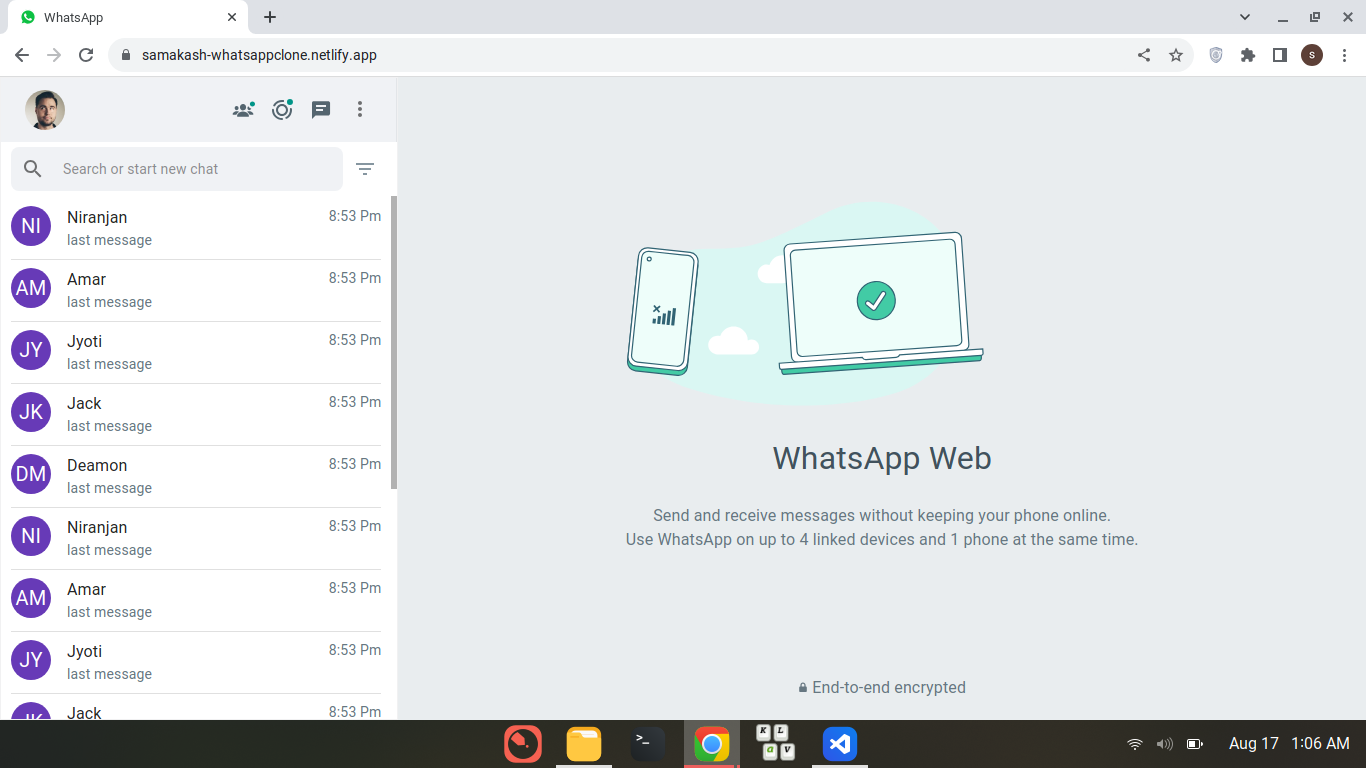 WhatsApp
samakash-whatsappclone.netlify.app
S
Search or start new chat
NI Niranjan 8:53 Pm
last message
AM Amar 8:53 Pm
last message
JY Jyoti 8:53 Pm
last message
JK Jack 8:53 Pm
last message
DM Deamon 8:53 Pm
last message
NI Niranjan 8:53 Pm
last message
AM Amar 8:53 Pm
last message
JY Jyoti 8:53 Pm
last message
JK Jack 8:53 Pm
WhatsApp Web
Send and receive messages without keeping your phone online.
Use WhatsApp on up to 4 linked devices and 1 phone at the same time.
End-to-end encrypted
>_
K L
a v
Aug 17 1:06 AM